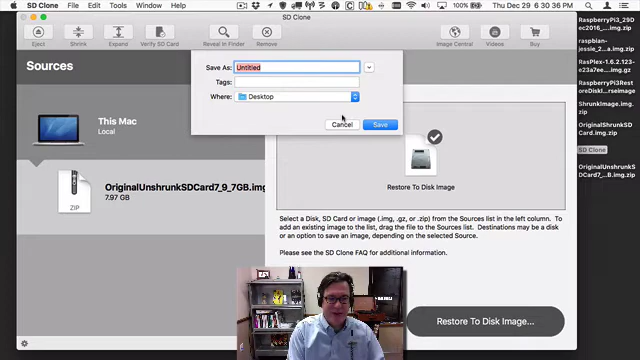 SD Clone File Edit Window Help
100% Thu Dec 29 6 30 36 PM
SD Clone
Eject
Shrink
Expand
Verify SD Card
Reveal in Finder
Remove
Image Central
Videos
Buy
Sources
Save As: Untitled
Tags:
Where: Desktop
Cancel
Save
This Mac
Local
ZIP
OriginalUnshrunkSDCard7_9_7GB.img
7.97 GB
Restore To Disk Image
Select a Disk, SD Card or image (.img, .gz, or .zip) from the Sources list in the left column. To
add an existing image to the list, drag the file to the Sources. Destinations may be a disk
or an option to save an image, depending on the selected Source.
Please see the SD Clone FAQ for additional information.
Restore To Disk Image...
RaspberryPi3_290
Dec2016_....img.zip
raspbian-
jessie_2...img.zip
RasPlex-1.6.2.123-
e23a7ee....img.gz
RaspberryPi3Rest
oreDiskI...rseimage
ShrunkImage.img.zip
OriginalShrunkSD
Card.img.zip
SD Clone
OriginalUnshrunkS
DCard7...B.img.zip